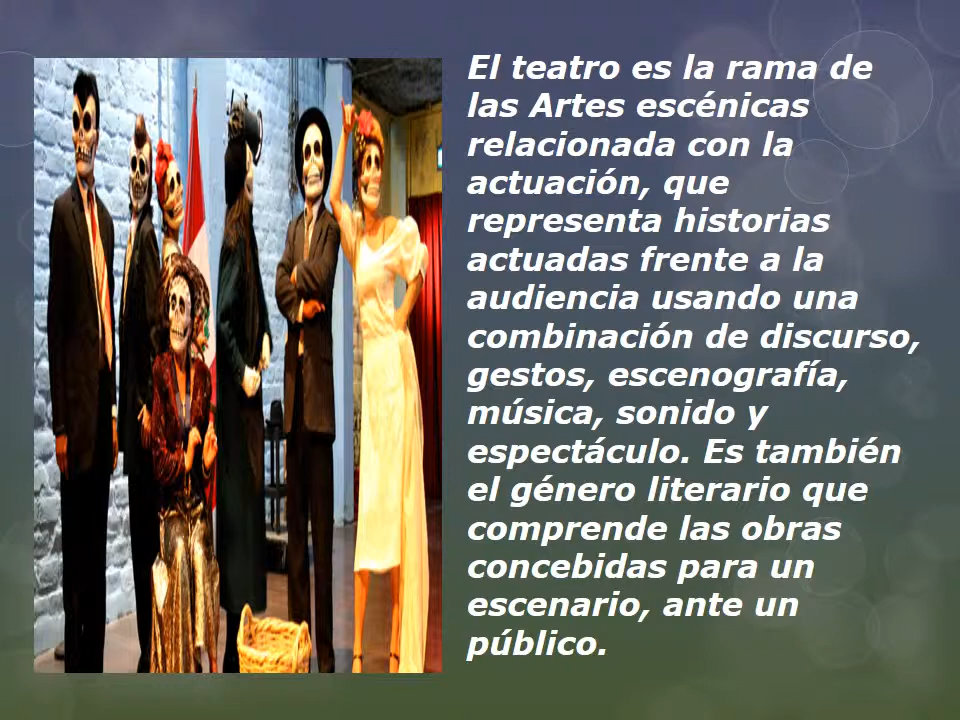 El teatro es la rama de
las Artes escénicas
relacionada con la
actuación, que
representa historias
actuadas frente a la
audiencia usando una
combinación de discurso,
gestos, escenografía,
música, sonido y
espectáculo. Es también
el género literario que
comprende las obras
concebidas para un
escenario, ante un
público.